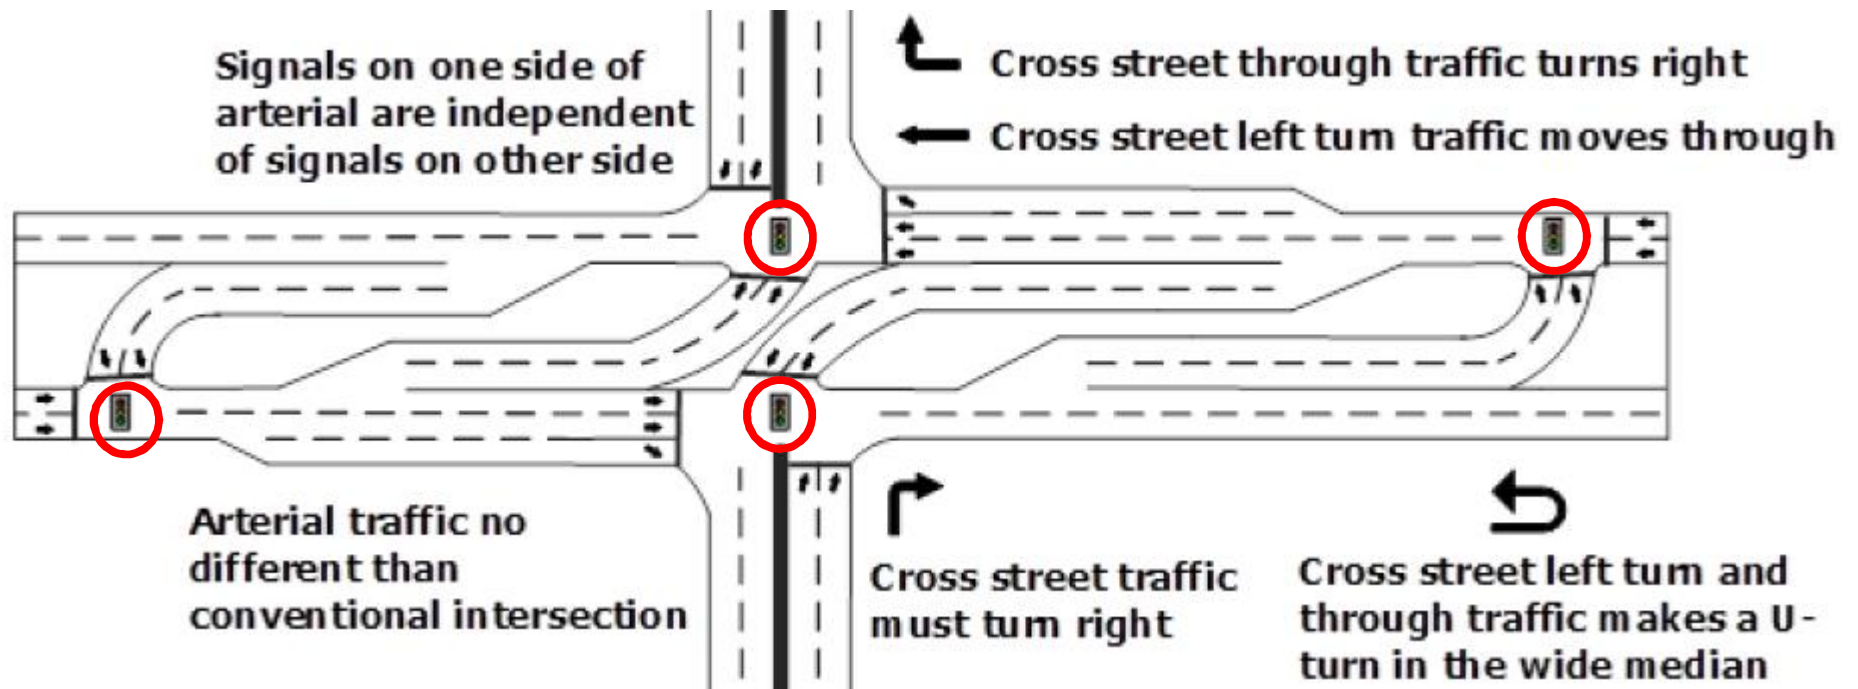 Signals on one side of
arterial are independent
of signals on other side
Cross street through traffic turns right
Cross street left turn traffic moves through
Arterial traffic no
different than
conventional intersection
Cross street traffic
must turn right
Cross street left turn and
through traffic makes a U-
turn in the wide median